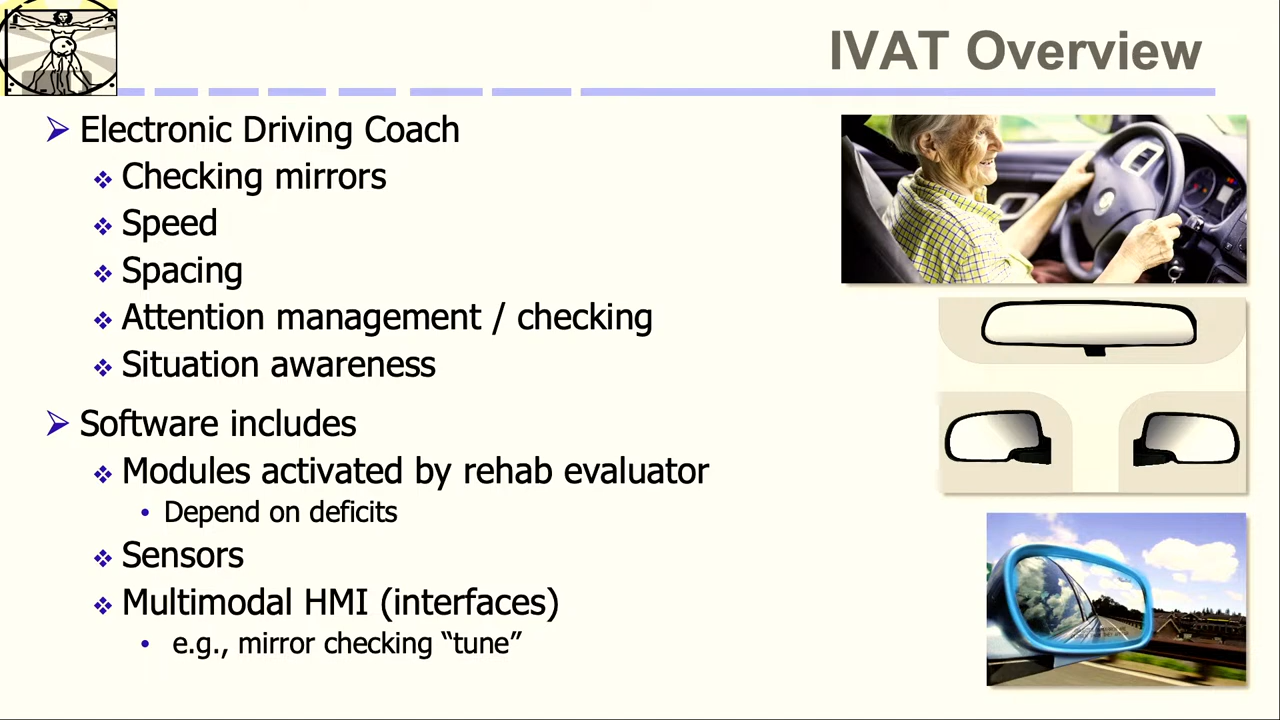 IVAT Overview
Electronic Driving Coach
Checking mirrors
Speed
Spacing
Attention management / checking
Situation awareness
Software includes
Modules activated by rehab evaluator
Depend on deficits
Sensors
Multimodal HMI (interfaces)
e.g., mirror checking “tune”